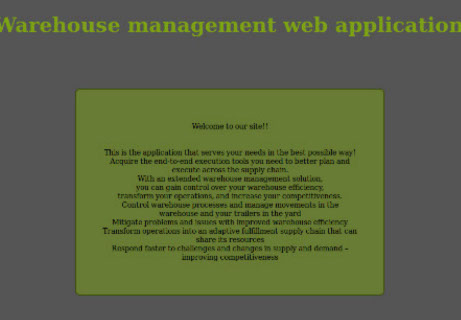 Warehouse management web application
Welcome to our site!!
This is the application that serves your needs in the best possible way!
Acquire the end-to-end execution tools you need to better plan and
execute across the supply chain.
With an extended warehouse management solution,
you can gain control over your warehouse efficiency,
transform your operations, and increase your competitiveness.
Control warehouse processes and manage movements in the
warehouse and your trailers in the yard
Mitigate problems and issues with improved warehouse efficiency
Transform operations into an adaptive fulfillment supply chain that can
share its resources
Respond faster to challenges and changes in supply and demand –
improving competitiveness